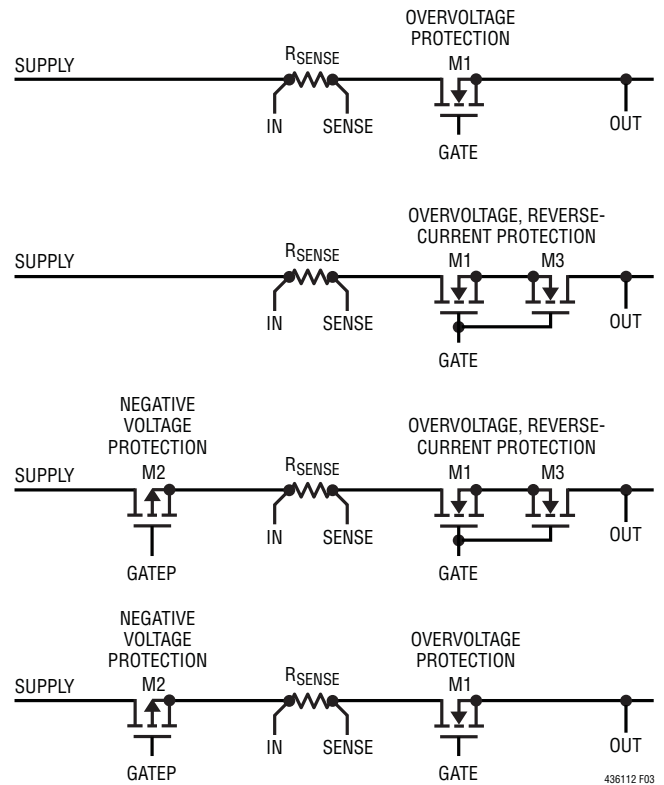 OVERVOLTAGE
PROTECTION
SUPPLY
RSENSE
M1
IN
SENSE
GATE
OUT
OVERVOLTAGE, REVERSE-
CURRENT PROTECTION
SUPPLY
RSENSE
M1
M3
IN
SENSE
GATE
OUT
NEGATIVE
VOLTAGE
PROTECTION
OVERVOLTAGE, REVERSE-
CURRENT PROTECTION
SUPPLY
M2
RSENSE
M1
M3
GATEP
IN
SENSE
GATE
OUT
NEGATIVE
VOLTAGE
PROTECTION
OVERVOLTAGE
PROTECTION
SUPPLY
M2
RSENSE
M1
GATEP
IN
SENSE
GATE
OUT
436112 F03